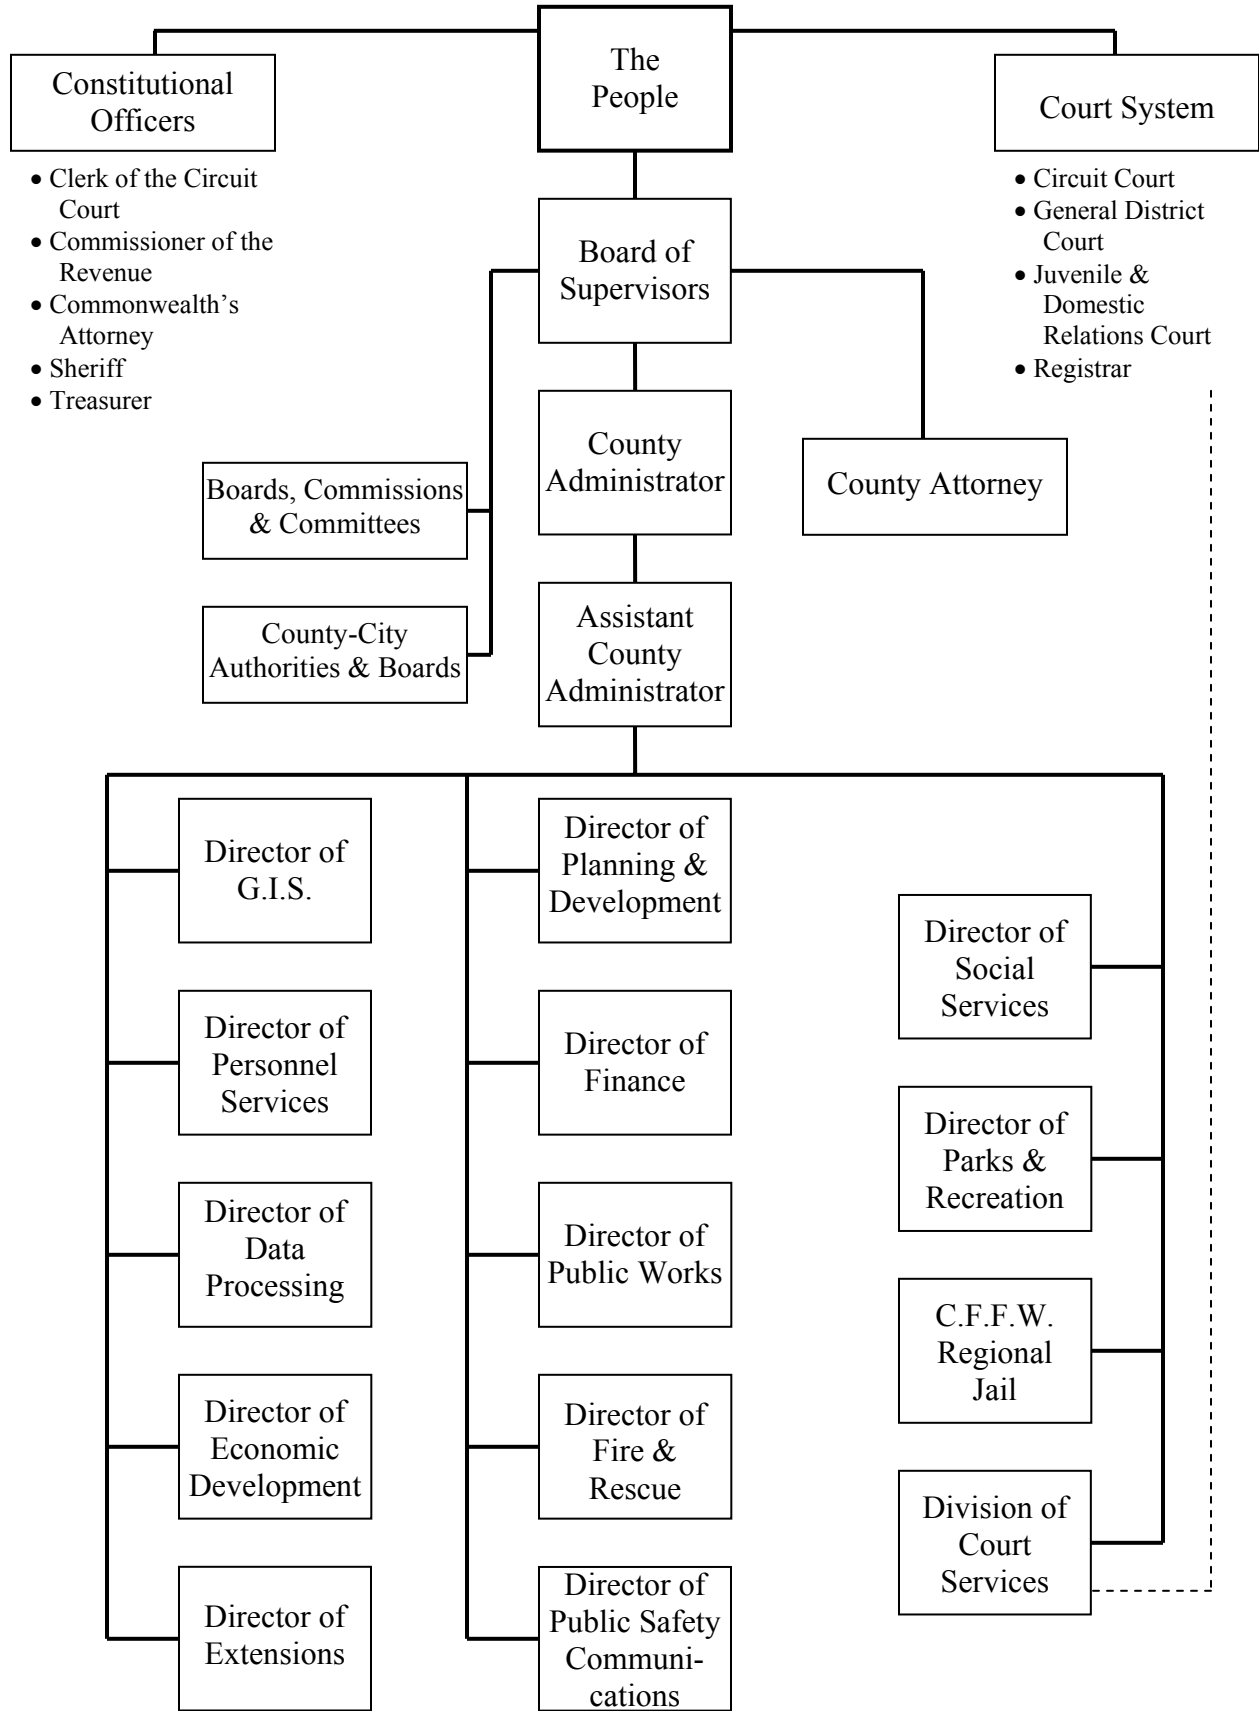 The
People
Constitutional
Officers
• Clerk of the Circuit
Court
• Commissioner of the
Revenue
• Commonwealth’s
Attorney
• Sheriff
• Treasurer
Court System
• Circuit Court
• General District
Court
• Juvenile &
Domestic
Relations Court
• Registrar
Board of
Supervisors
County
Administrator
County Attorney
Boards, Commissions
& Committees
County-City
Authorities & Boards
Assistant
County
Administrator
Director of
G.I.S.
Director of
Personnel
Services
Director of
Data
Processing
Director of
Economic
Development
Director of
Extensions
Director of
Planning &
Development
Director of
Finance
Director of
Public Works
Director of
Fire &
Rescue
Director of
Public Safety
Communi-
cations
Director of
Social
Services
Director of
Parks &
Recreation
C.F.F.W.
Regional
Jail
Division of
Court
Services